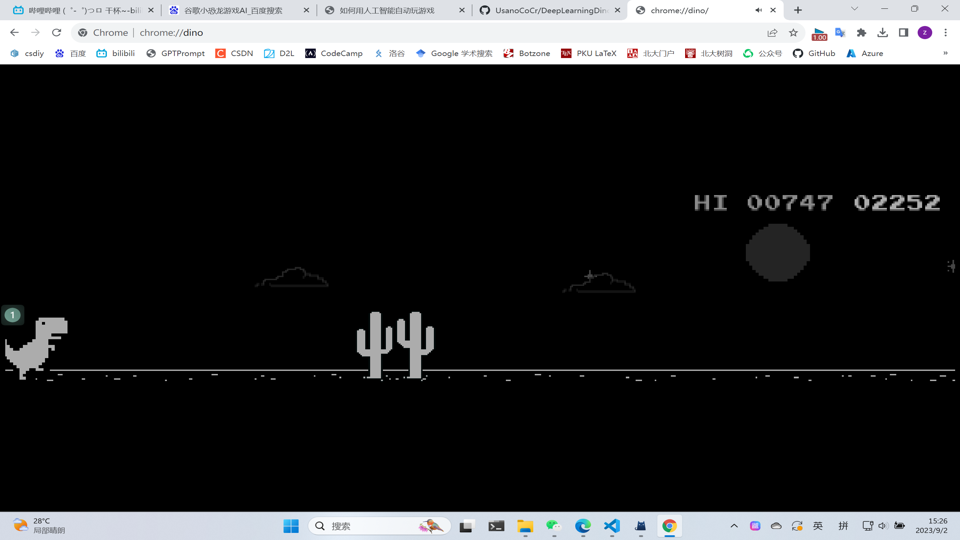 哔哩哔哩 (゜-゜)つロ 干杯~-bili
谷歌小恐龙游戏AI_百度搜索
如何用人工智能自动玩游戏
UsanoCoCr/DeepLearningDin
chrome://dino/
Chrome | chrome://dino
1.00
z
csdiy
百度
bilibili
GPTPrompt
CSDN
D2L
CodeCamp
洛谷
Google 学术搜索
Botzone
PKU LaTeX
北大门户
北大树洞
公众号
GitHub
Azure
»
HI 00747 02252
1
28°C
局部晴朗
搜索
英
拼
15:26
2023/9/2